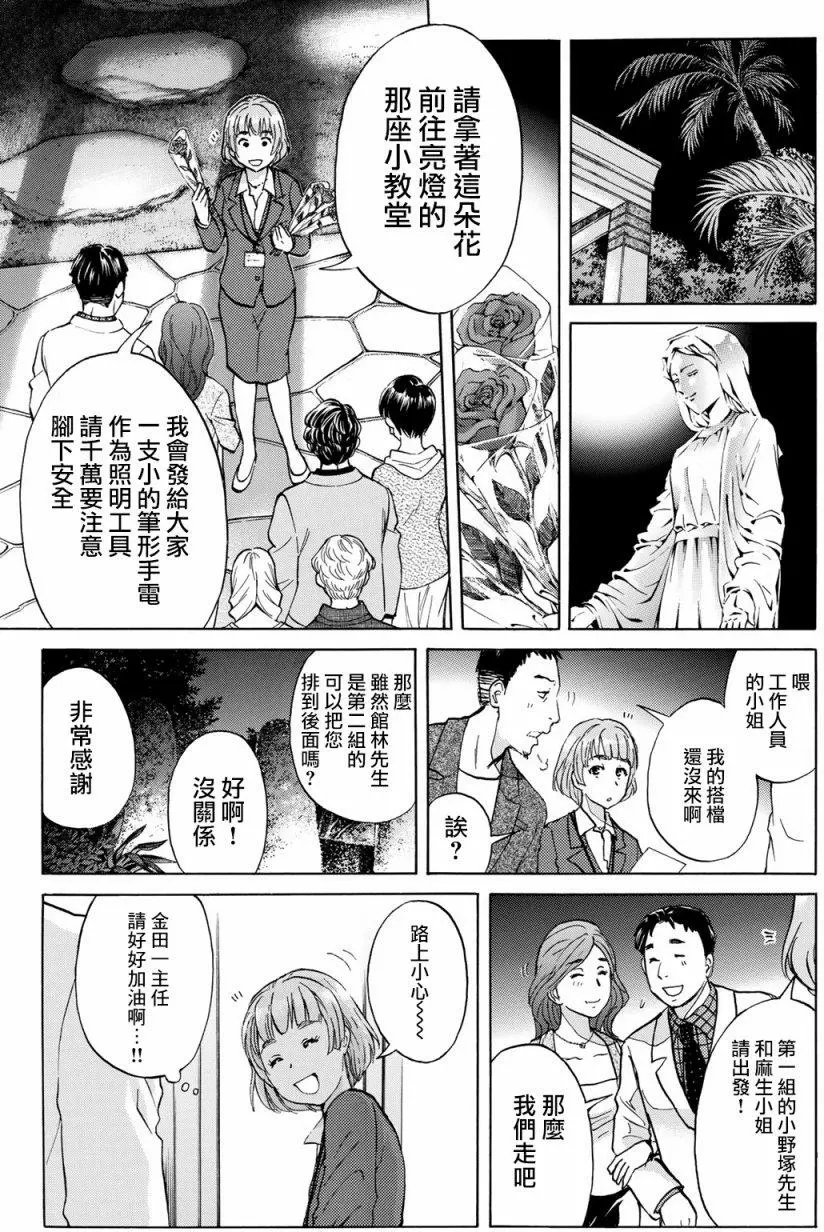 請拿著這朵花
前往亮燈的
那座小教堂
我會發給大家
一支小的筆形手電
作為照明工具
請千萬要注意
腳下安全
喂
工作人員
的小姐
我的搭檔
還沒來啊
誒?
那麼
雖然館林先生
是第二組的
可以把您
排到後面嗎?
好啊!
沒關係
非常感謝
第一組的小野塚先生
和麻生小姐
請出發!
那麼
我們走吧
路上小心~~~
金田一主任
請好好加油啊…!!